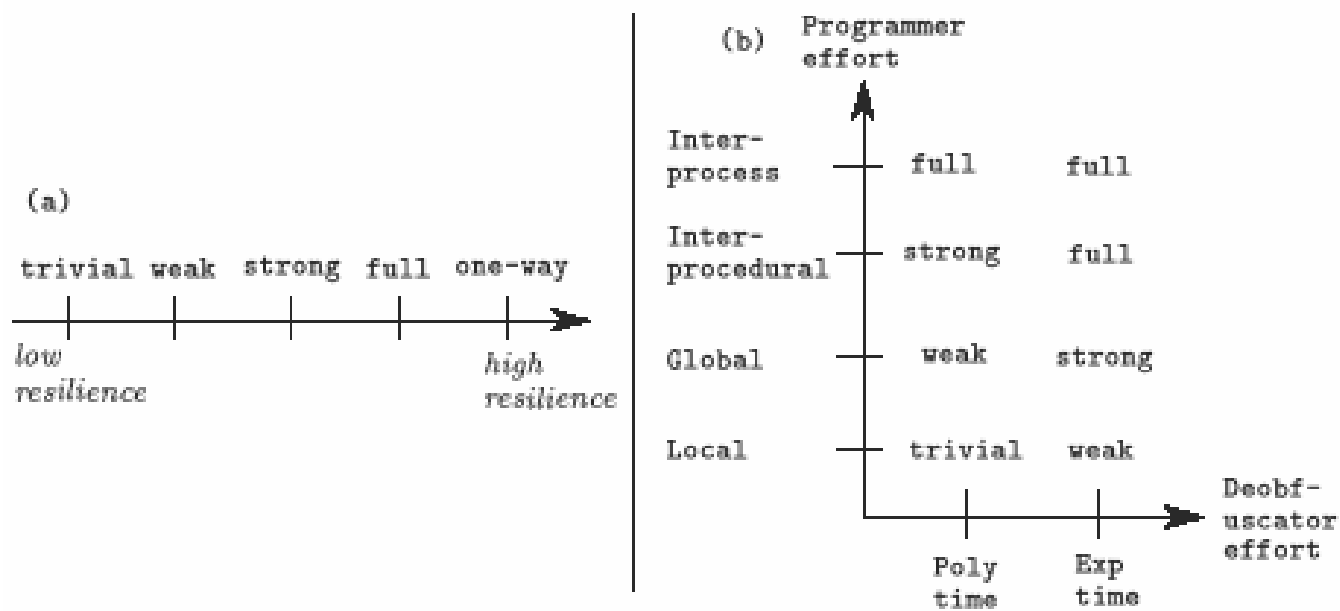 (a)
trivial weak strong full one-way
low
resilience
high
resilience
(b) Programmer
effort
Inter-
process
full full
Inter-
procedural
strong full
Global
weak strong
Local
trivial weak
Deobf-
uscator
effort
Poly
time
Exp
time